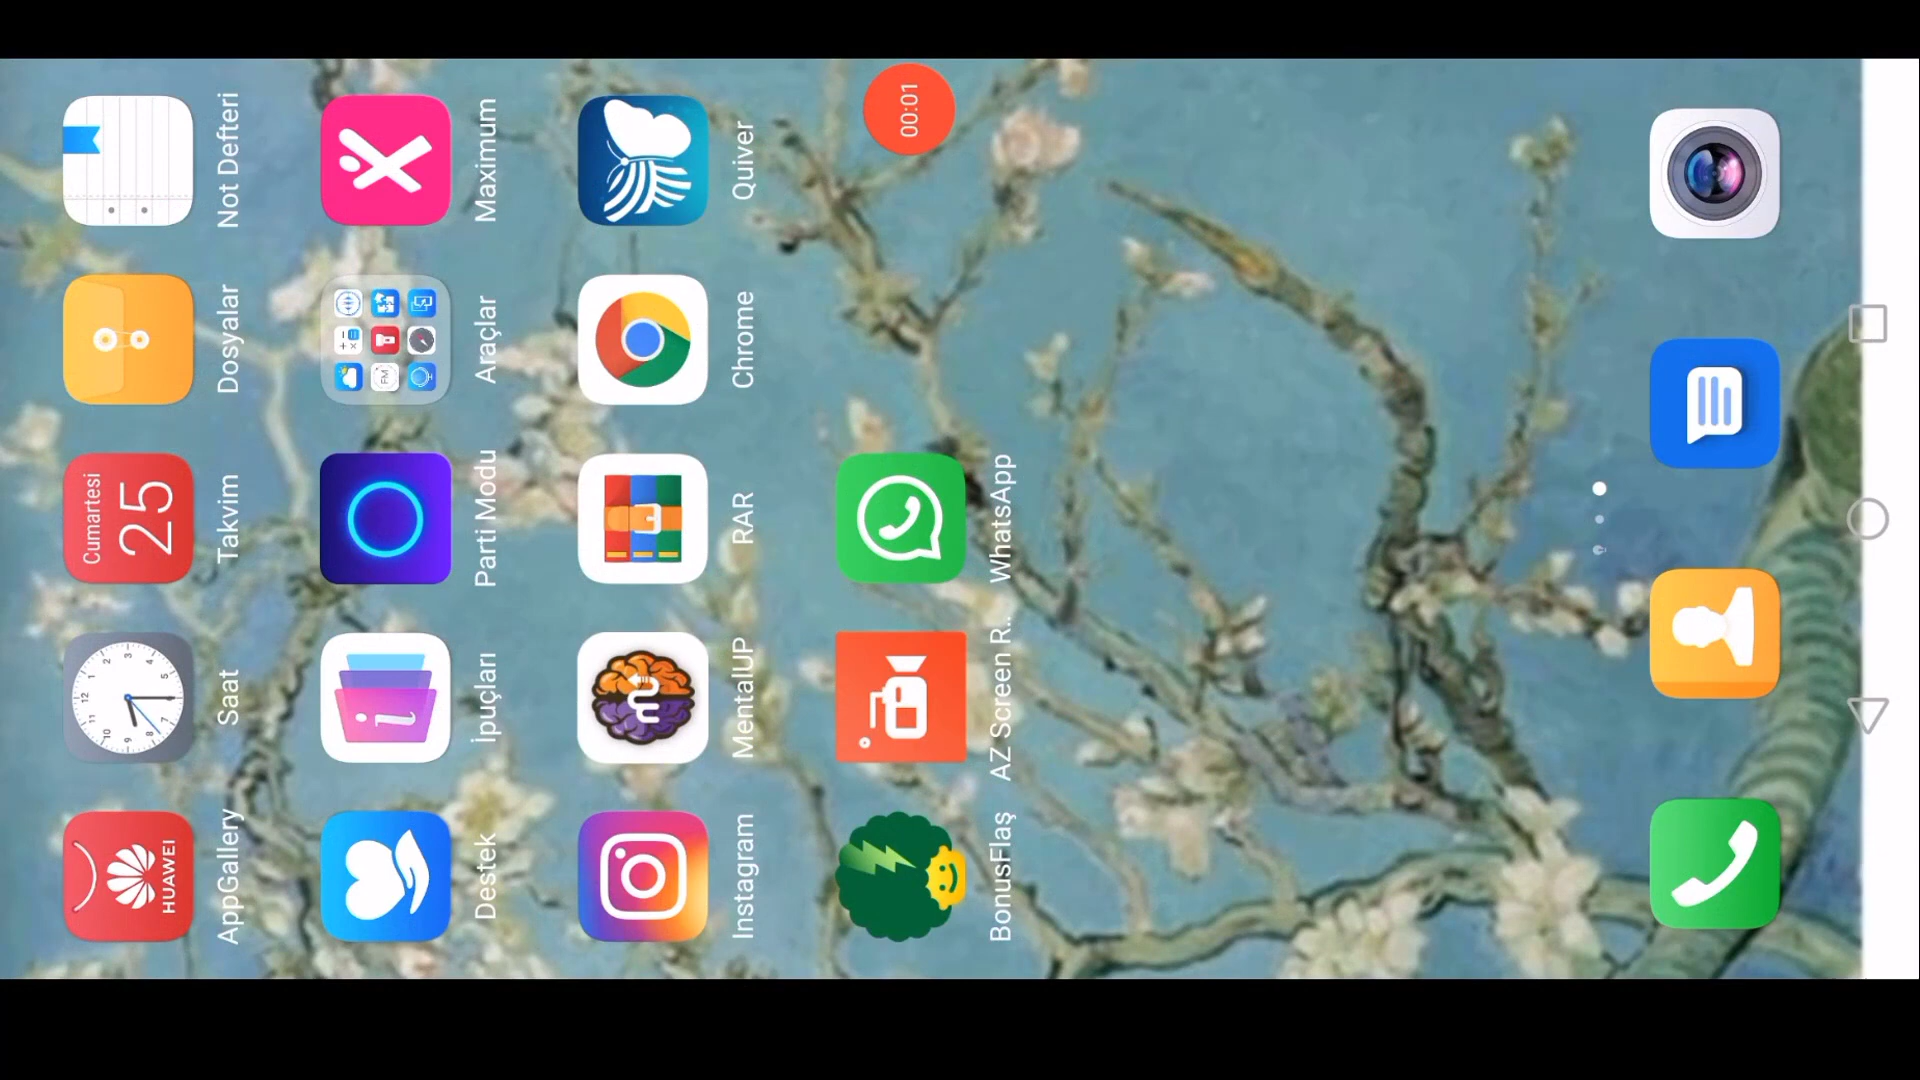 HUAWEI
AppGallery
Saat
Cumartesi
25
Takvim
Dosyalar
Not Defteri
Destek
İpuçları
Parti Modu
FM
Araçlar
Maximum
Instagram
MentalUP
RAR
Chrome
Quiver
BonusFlaş
AZ Screen R..
WhatsApp
00:01